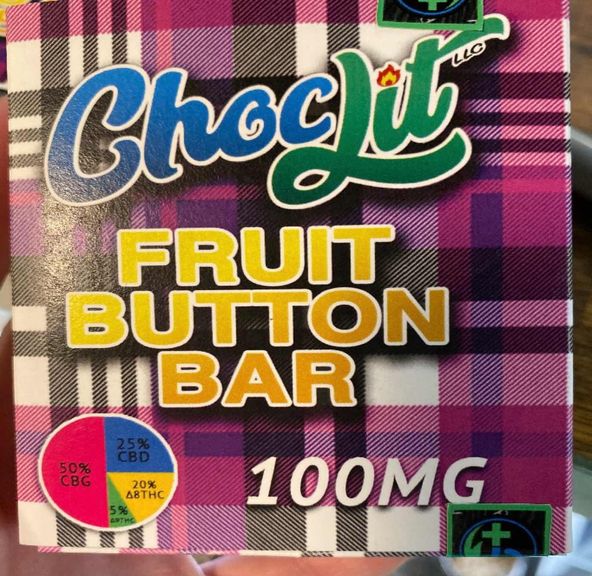 ChocLit LLC
FRUIT
BUTTON
BAR
25%
CBD
50%
CBG
20%
Δ8THC
5%
Δ9THC
100MG